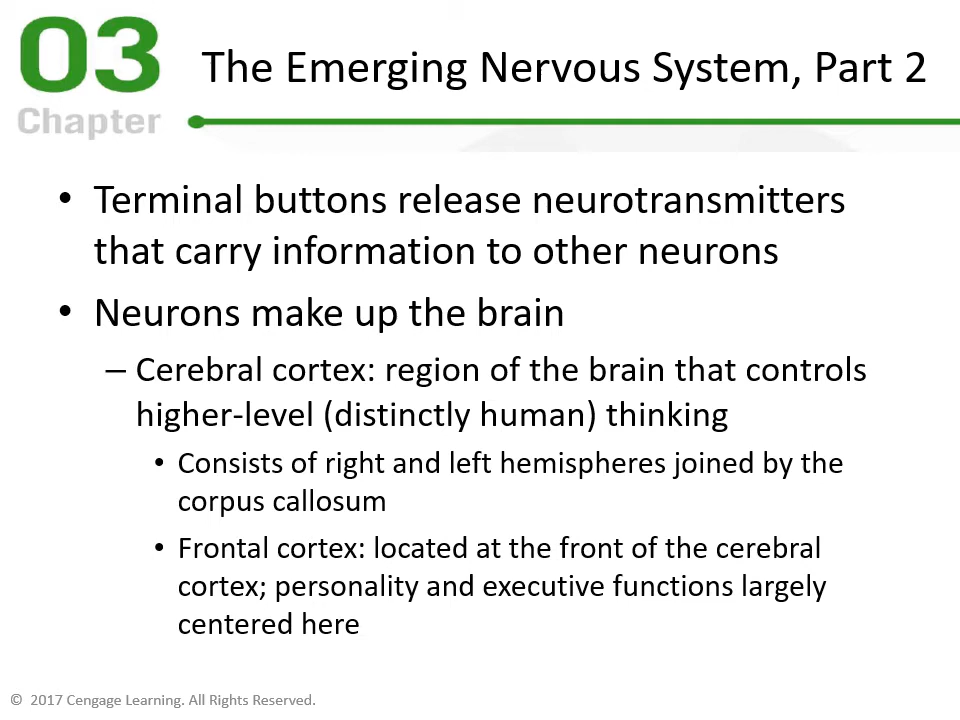 03
Chapter
The Emerging Nervous System, Part 2
• Terminal buttons release neurotransmitters
that carry information to other neurons
• Neurons make up the brain
– Cerebral cortex: region of the brain that controls
higher-level (distinctly human) thinking
• Consists of right and left hemispheres joined by the
corpus callosum
• Frontal cortex: located at the front of the cerebral
cortex; personality and executive functions largely
centered here
© 2017 Cengage Learning. All Rights Reserved.